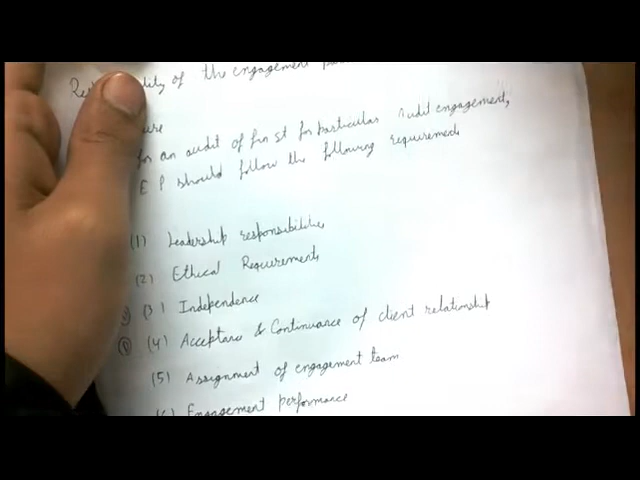 of the engagement
for an audit of fin st for particular Audit engagement,
E P should follow the following requirements
(1) Leadership responsibilities
(2) Ethical Requirements
(3) Independence
(4) Acceptance & Continuance of client relationship
(5) Assignment of engagement team
(6) Engagement performance